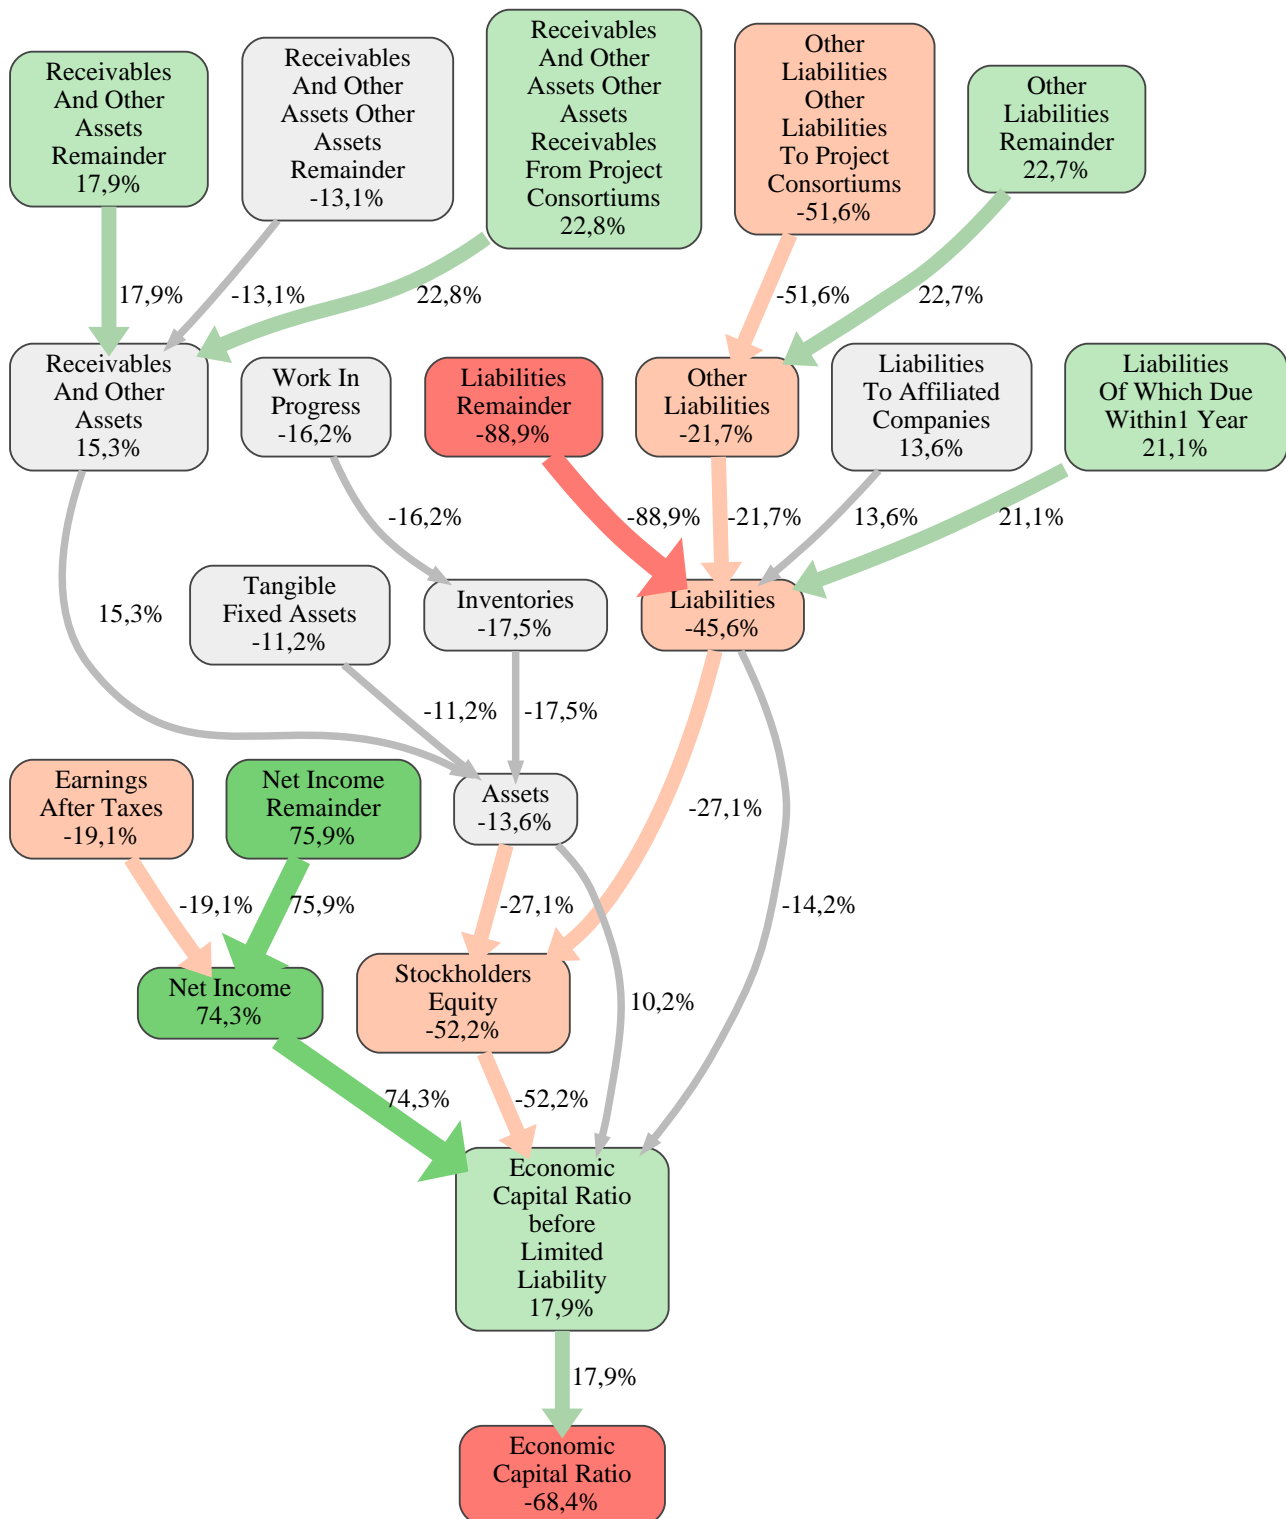 Receivables
And Other
Assets
Remainder
17,9%
Receivables
And Other
Assets Other
Assets
Remainder
-13,1%
Receivables
And Other
Assets Other
Assets
Receivables
From Project
Consortiums
22,8%
Other
Liabilities
Other
Liabilities
To Project
Consortiums
-51,6%
Other
Liabilities
Remainder
22,7%
17,9%
-13,1%
22,8%
-51,6%
22,7%
Receivables
And Other
Assets
15,3%
Work In
Progress
-16,2%
Liabilities
Remainder
-88,9%
Other
Liabilities
-21,7%
Liabilities
To Affiliated
Companies
13,6%
Liabilities
Of Which Due
Within1 Year
21,1%
-16,2%
-88,9%
-21,7%
13,6%
21,1%
15,3%
Tangible
Fixed Assets
-11,2%
Inventories
-17,5%
Liabilities
-45,6%
-11,2%
-17,5%
-27,1%
Earnings
After Taxes
-19,1%
Net Income
Remainder
75,9%
Assets
-13,6%
-19,1%
75,9%
-27,1%
-14,2%
Net Income
74,3%
Stockholders
Equity
-52,2%
10,2%
74,3%
-52,2%
Economic
Capital Ratio
before
Limited
Liability
17,9%
17,9%
Economic
Capital Ratio
-68,4%